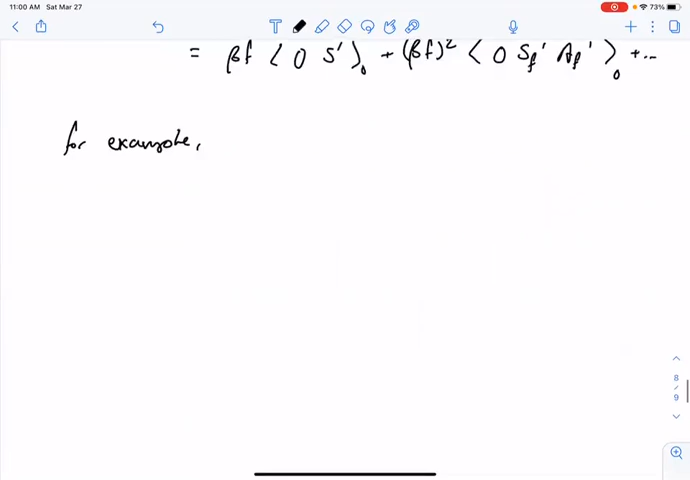 11:00 AM Sat Mar 27
73%
= βf ⟨ O S' ⟩₀ + (βf)² ⟨ O S_f' A_f' ⟩₀ + ...
for example,
8
/
9